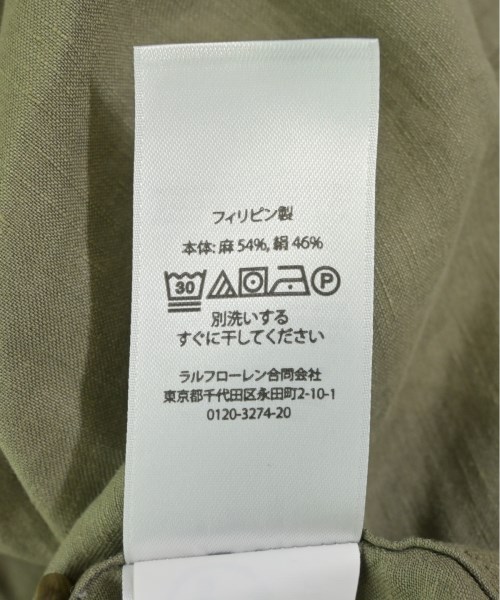 フィリピン製
本体: 麻 54%, 絹 46%
30 P
別洗いする
すぐに干してください
ラルフローレン合同会社
東京都千代田区永田町2-10-1
0120-3274-20